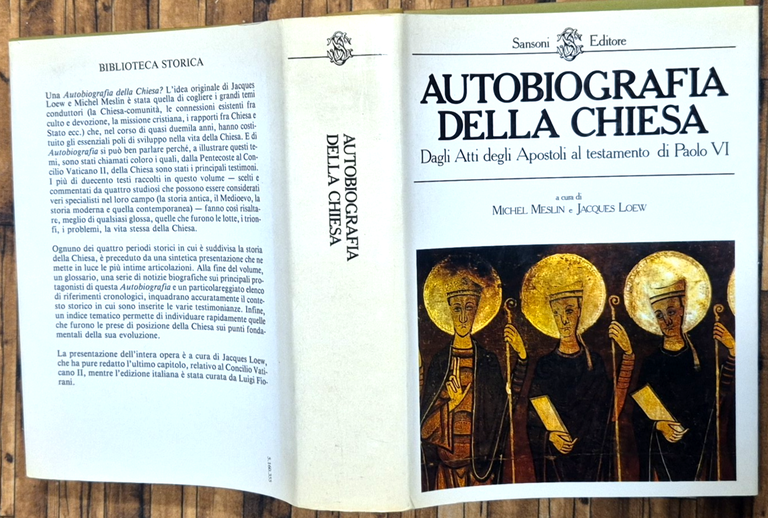 BIBLIOTECA STORICA
Una Autobiografia della Chiesa? L'idea originale di Jacques
Loew e Michel Meslin è stata quella di cogliere i grandi temi
conduttori (la Chiesa-comunità, le connessioni esistenti fra
culto e devozione, la missione cristiana, i rapporti fra Chiesa e
Stato ecc.) che, nel corso di quasi duemila anni, hanno costi-
tuito gli essenziali poli di sviluppo nella vita della Chiesa. E di
Autobiografia si può ben parlare perché, a illustrare questi te-
mi, sono stati chiamati coloro i quali, dalla Pentecoste al Con-
cilio Vaticano II, della Chiesa sono stati i principali testimoni.
I più di duecento testi raccolti in questo volume — scelti e
commentati da quattro studiosi che possono essere considerati
veri specialisti nel loro campo (la storia antica, il Medioevo, la
storia moderna e quella contemporanea) — fanno così risalta-
re, meglio di qualsiasi glossa, quelle che furono le lotte, i trion-
fi, i problemi, la vita stessa della Chiesa.
Ognuno dei quattro periodi storici in cui è suddivisa la storia
della Chiesa, è preceduto da una sintetica presentazione che ne
mette in luce le più intime articolazioni. Alla fine del volume,
un glossario, una serie di notizie biografiche sui principali pro-
tagonisti di questa Autobiografia e un particolareggiato elenco
di riferimenti cronologici, inquadrano accuratamente il conte-
sto storico in cui sono inserite le varie testimonianze. Infine,
un indice tematico permette di individuare rapidamente quelle
che furono le prese di posizione della Chiesa sui punti fonda-
mentali della sua evoluzione.
La presentazione dell'intera opera è a cura di Jacques Loew,
che ha pure redatto l'ultimo capitolo, relativo al Concilio Vati-
cano II, mentre l'edizione italiana è stata curata da Luigi Fio-
rani.
AUTOBIOGRAFIA
DELLA CHIESA
Sansoni Editore
AUTOBIOGRAFIA
DELLA CHIESA
Dagli Atti degli Apostoli al testamento di Paolo VI
a cura di
MICHEL MESLIN e JACQUES LOEW